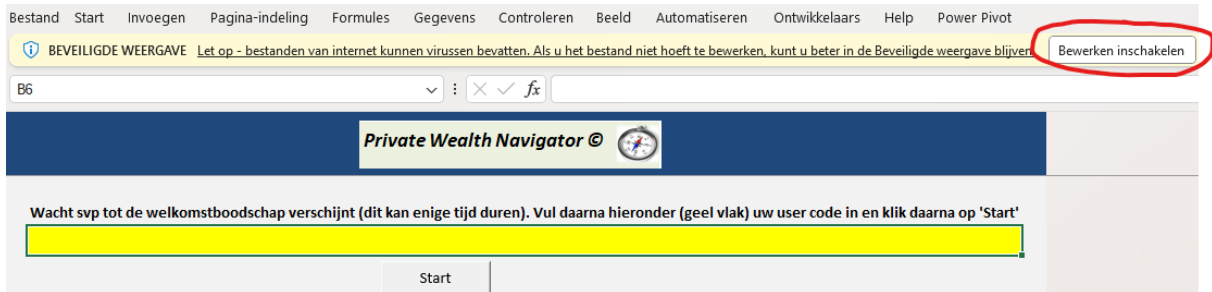 Bestand Start Invoegen Pagina-indeling Formules Gegevens Controleren Beeld Automatiseren Ontwikkelaars Help Power Pivot
BEVEILIGDE WEERGAVE Let op - bestanden van internet kunnen virussen bevatten. Als u het bestand niet hoeft te bewerken, kunt u beter in de Beveiligde weergave blijven. Bewerken inschakelen
B6 fx
Private Wealth Navigator ©
Wacht svp tot de welkomstboodschap verschijnt (dit kan enige tijd duren). Vul daarna hieronder (geel vlak) uw user code in en klik daarna op 'Start'
Start